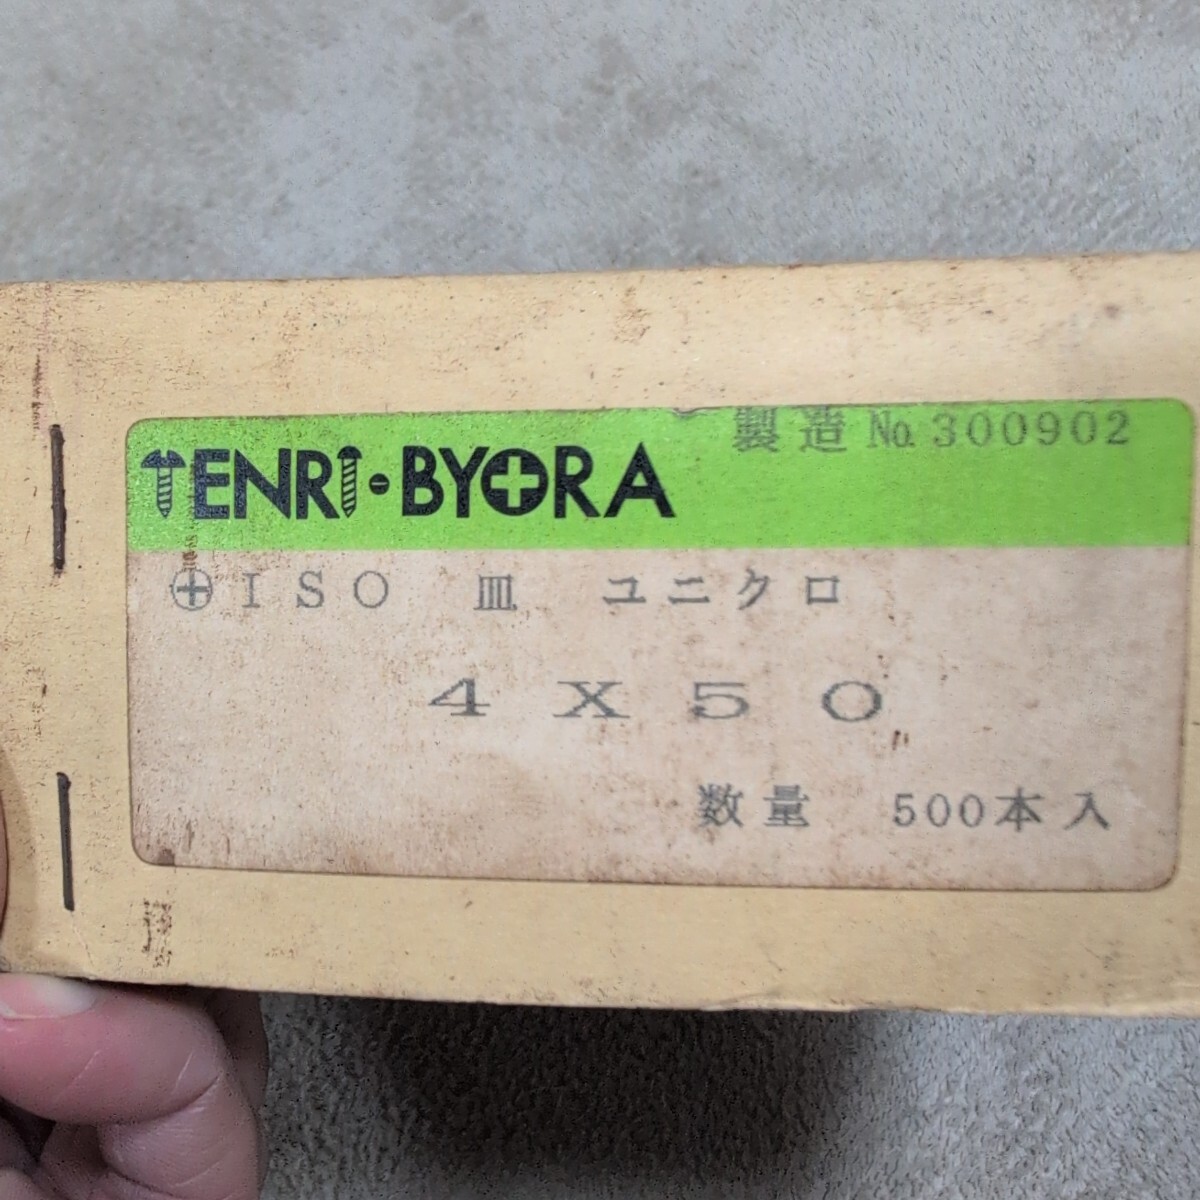 TENRI・BYORA
製造 No. 300902
⊕ISO 皿 ユニクロ
4X50
数量 500本入